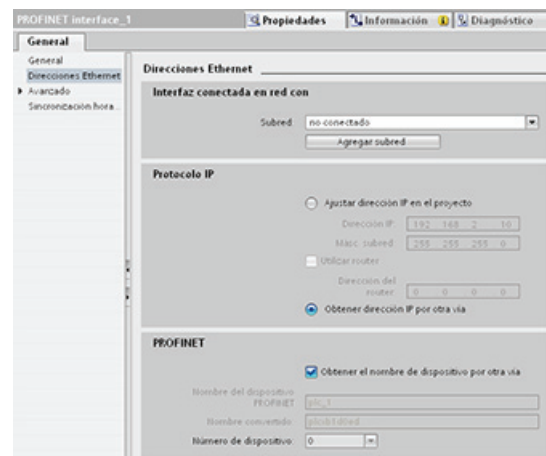 PROFINET interface_1
Propiedades
Información
Diagnóstico
General
General
Direcciones Ethernet
Avanzado
Sincronización hora...
Direcciones Ethernet
Interfaz conectada en red con
Subred:
no conectado
Agregar subred
Protocolo IP
Ajustar dirección IP en el proyecto
Dirección IP:
192 . 168 . 2 . 10
Másc. subred:
255 . 255 . 255 . 0
Utilizar router
Dirección del router:
0 . 0 . 0 . 0
Obtener dirección IP por otra vía
PROFINET
Obtener el nombre de dispositivo por otra vía
Nombre del dispositivo PROFINET
plc_1
Nombre convertido:
plcxb1d0ed
Número de dispositivo:
0